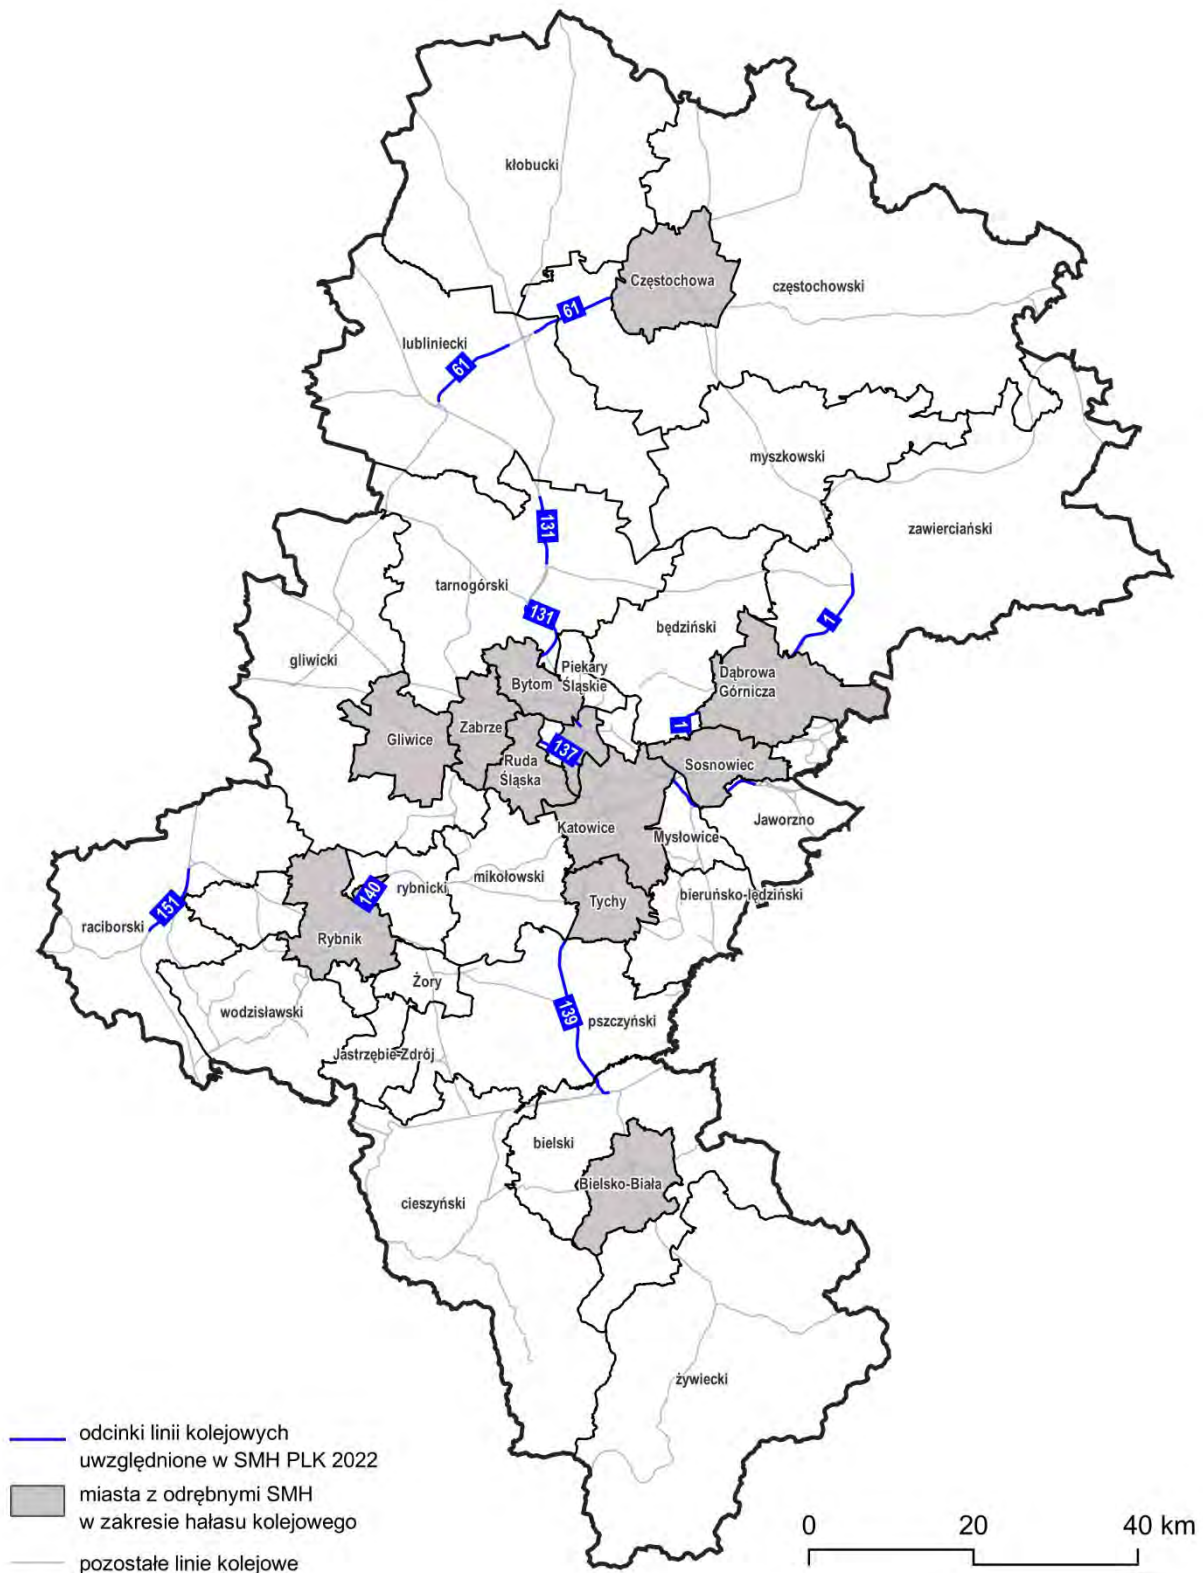 kłobucki
Częstochowa
częstochowski
61
lubliniecki
61
myszkowski
131
zawierciański
tarnogórski
131
będziński
1
gliwicki
Piekary
Śląskie
Bytom
Dąbrowa
Górnicza
Gliwice
Zabrze
1
137
Ruda
Śląska
Sosnowiec
Katowice
Mysłowice
Jaworzno
mikołowski
rybnicki
140
bieruńsko-lędziński
Tychy
151
raciborski
Rybnik
Żory
wodzisławski
139
pszczyński
Jastrzębie-Zdrój
bielski
Bielsko-Biała
cieszyński
żywiecki
odcinki linii kolejowych
uwzględnione w SMH PLK 2022
miasta z odrębnymi SMH
w zakresie hałasu kolejowego
pozostałe linie kolejowe
0 20 40 km